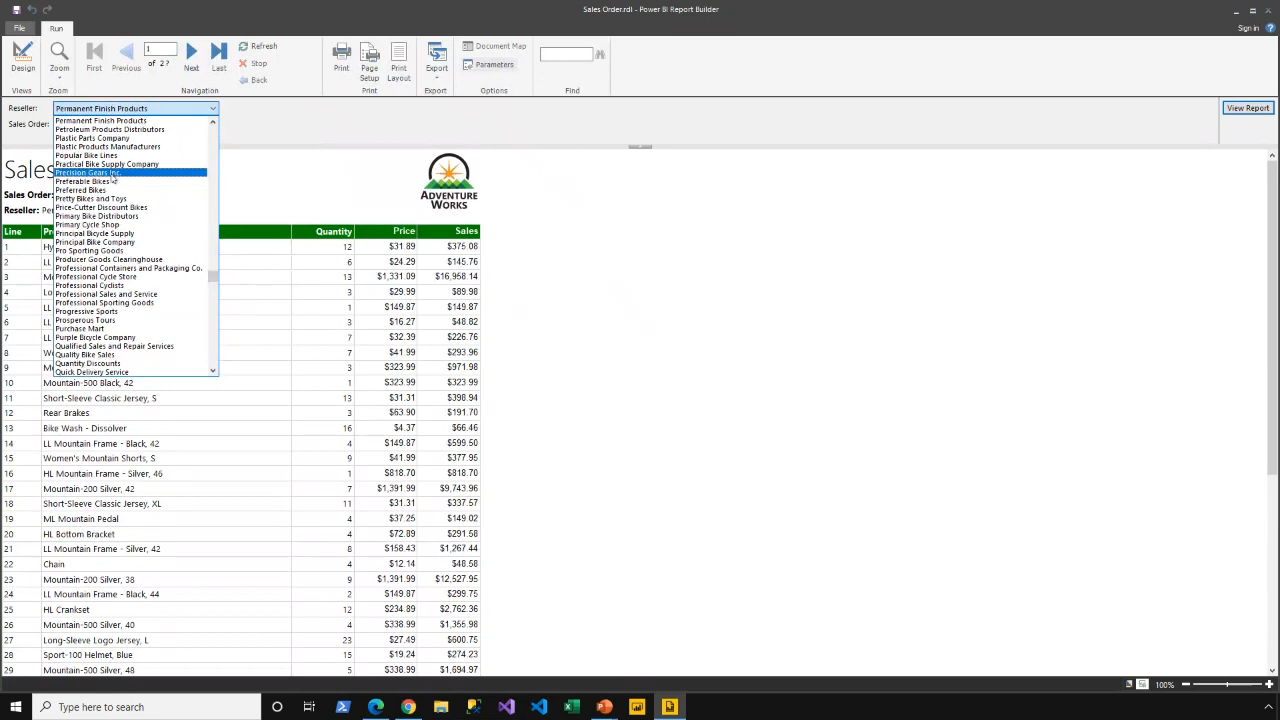 Sales Order.rdl - Power BI Report Builder
File Run Sign in
Design Zoom First Previous 1 of 2? Next Last Refresh Stop Back Print Page Setup Print Layout Export Document Map Parameters
Views Zoom Navigation Print Export Options Find
Reseller: Permanent Finish Products View Report
Sales Order:
Permanent Finish Products
Petroleum Products Distributors
Plastic Parts Company
Plastic Products Manufacturers
Popular Bike Lines
Practical Bike Supply Company
Precision Gears Inc.
Preferable Bikes
Preferred Bikes
Pretty Bikes and Toys
Price-Cutter Discount Bikes
Primary Bike Distributors
Primary Cycle Shop
Principal Bicycle Supply
Principal Bike Company
Pro Sporting Goods
Producer Goods Clearinghouse
Professional Containers and Packaging Co.
Professional Cycle Store
Professional Cyclists
Professional Sales and Service
Professional Sporting Goods
Progressive Sports
Prosperous Tours
Purchase Mart
Purple Bicycle Company
Qualified Sales and Repair Services
Quality Bike Sales
Quantity Discounts
Quick Delivery Service
Sales
ADVENTURE
WORKS
Sales Order:
Reseller: Pe
Line Pr Quantity Price Sales
1 Hy 12 $31.89 $375.08
2 LL 6 $24.29 $145.76
3 Mo 13 $1,331.09 $16,958.14
4 Lo 3 $29.99 $89.98
5 LL 1 $149.87 $149.87
6 LL 3 $16.27 $48.82
7 LL 7 $32.39 $226.76
8 Wo 7 $41.99 $293.96
9 Mo 3 $323.99 $971.98
10 Mountain-500 Black, 42 1 $323.99 $323.99
11 Short-Sleeve Classic Jersey, S 13 $31.31 $398.94
12 Rear Brakes 3 $63.90 $191.70
13 Bike Wash - Dissolver 16 $4.37 $66.46
14 LL Mountain Frame - Black, 42 4 $149.87 $599.50
15 Women's Mountain Shorts, S 9 $41.99 $377.95
16 HL Mountain Frame - Silver, 46 1 $818.70 $818.70
17 Mountain-200 Silver, 42 7 $1,391.99 $9,743.96
18 Short-Sleeve Classic Jersey, XL 11 $31.31 $337.57
19 ML Mountain Pedal 4 $37.25 $149.02
20 HL Bottom Bracket 4 $72.89 $291.58
21 LL Mountain Frame - Silver, 42 8 $158.43 $1,267.44
22 Chain 4 $12.14 $48.58
23 Mountain-200 Silver, 38 9 $1,391.99 $12,527.95
24 LL Mountain Frame - Black, 44 2 $149.87 $299.75
25 HL Crankset 12 $234.89 $2,762.36
26 Mountain-500 Silver, 40 4 $338.99 $1,355.98
27 Long-Sleeve Logo Jersey, L 23 $27.49 $600.75
28 Sport-100 Helmet, Blue 15 $19.24 $274.23
29 Mountain-500 Silver, 48 5 $338.99 $1,694.97
100%
Type here to search